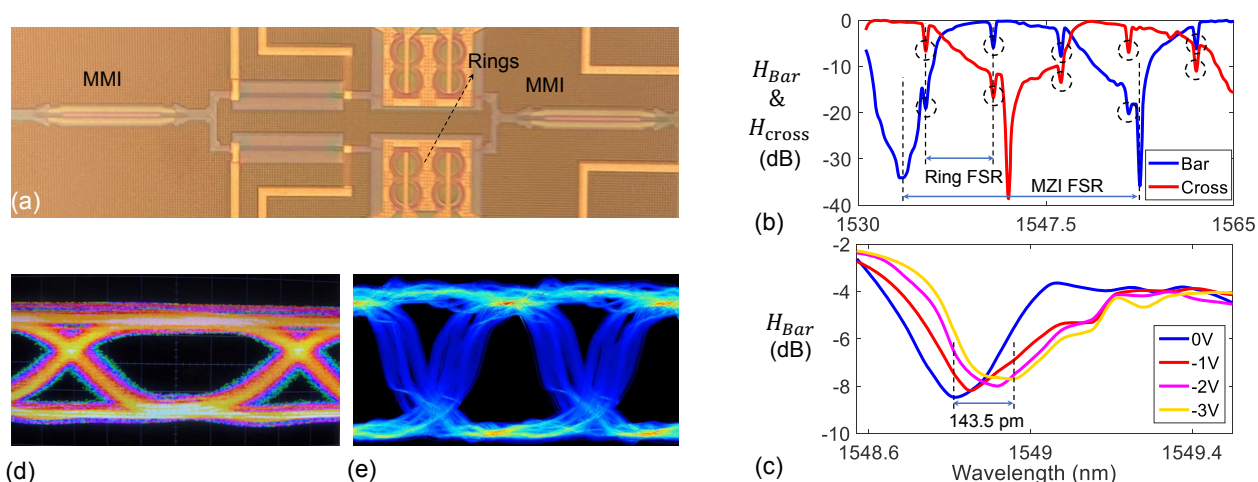 MMI
Rings
MMI
(a)
0
-10
-20
-30
-40
H_Bar
&
H_cross
(dB)
Ring FSR
MZI FSR
Bar
Cross
1530
1547.5
1565
(b)
-2
-4
-6
-8
-10
H_Bar
(dB)
0V
-1V
-2V
-3V
143.5 pm
1548.6
1549
1549.4
Wavelength (nm)
(c)
(d)
(e)